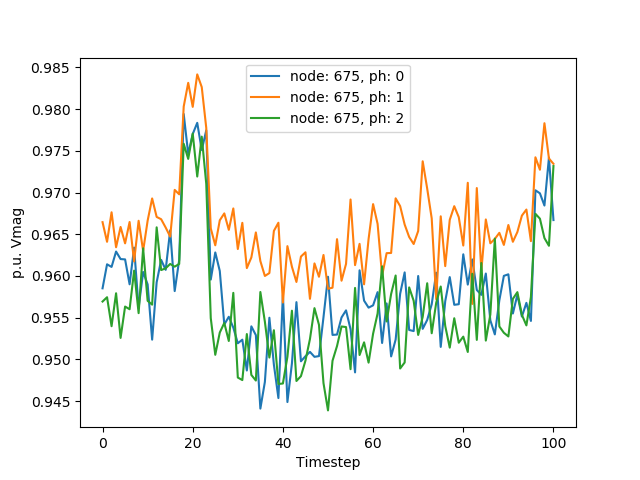 0.985
0.980
0.975
0.970
0.965
0.960
0.955
0.950
0.945
p.u. Vmag
node: 675, ph: 0
node: 675, ph: 1
node: 675, ph: 2
0 20 40 60 80 100
Timestep